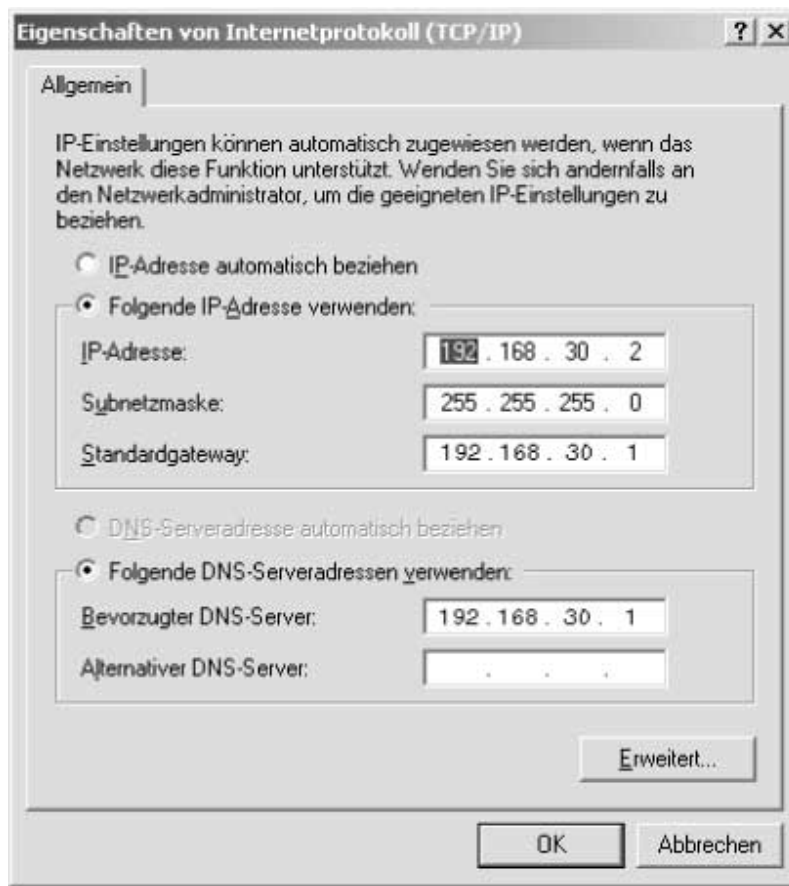 Eigenschaften von Internetprotokoll (TCP/IP)
Allgemein
IP-Einstellungen können automatisch zugewiesen werden, wenn das
Netzwerk diese Funktion unterstützt. Wenden Sie sich andernfalls an
den Netzwerkadministrator, um die geeigneten IP-Einstellungen zu
beziehen.
IP-Adresse automatisch beziehen
Folgende IP-Adresse verwenden:
IP-Adresse: 192 . 168 . 30 . 2
Subnetzmaske: 255 . 255 . 255 . 0
Standardgateway: 192 . 168 . 30 . 1
DNS-Serveradresse automatisch beziehen
Folgende DNS-Serveradressen verwenden:
Bevorzugter DNS-Server: 192 . 168 . 30 . 1
Alternativer DNS-Server: . . .
Erweitert...
OK Abbrechen